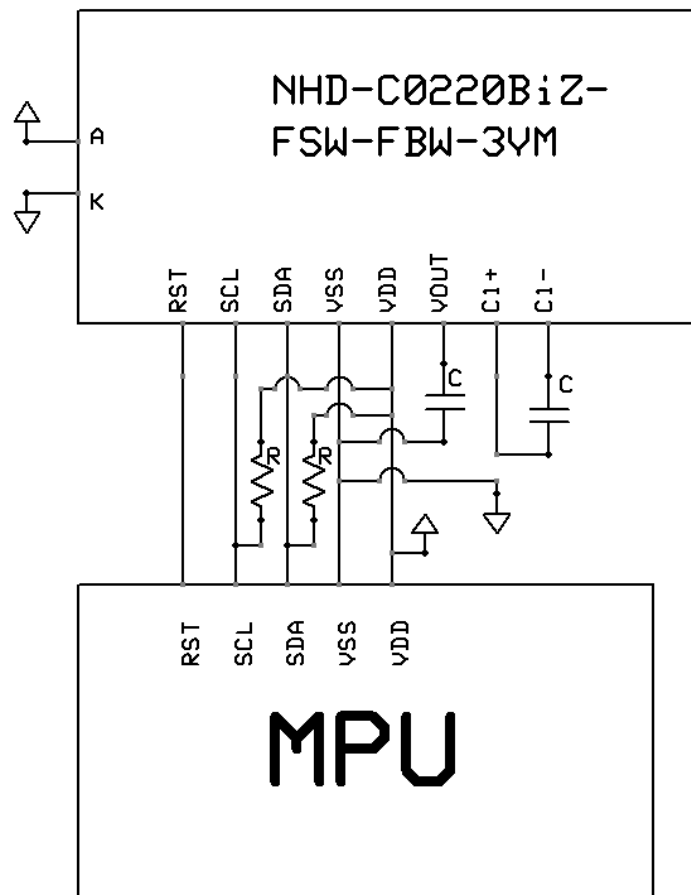 NHD-C0220BiZ-
FSW-FBW-3VM
A
K
RST SCL SDA VSS VDD VOUT C1+ C1-
C C
R R
RST SCL SDA VSS VDD
MPU